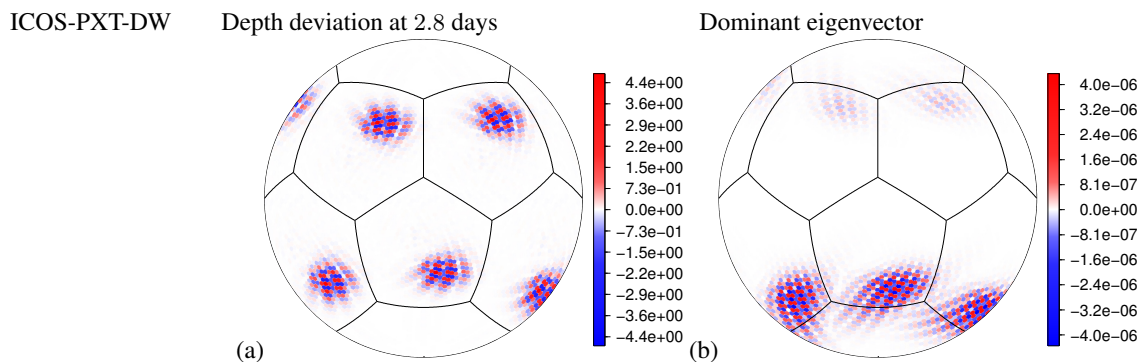 ICOS-PXT-DW Depth deviation at 2.8 days Dominant eigenvector
4.4e+00
3.6e+00
2.9e+00
2.2e+00
1.5e+00
7.3e−01
0.0e+00
−7.3e−01
−1.5e+00
−2.2e+00
−2.9e+00
−3.6e+00
−4.4e+00
(a)
4.0e−06
3.2e−06
2.4e−06
1.6e−06
8.1e−07
0.0e+00
−8.1e−07
−1.6e−06
−2.4e−06
−3.2e−06
−4.0e−06
(b)